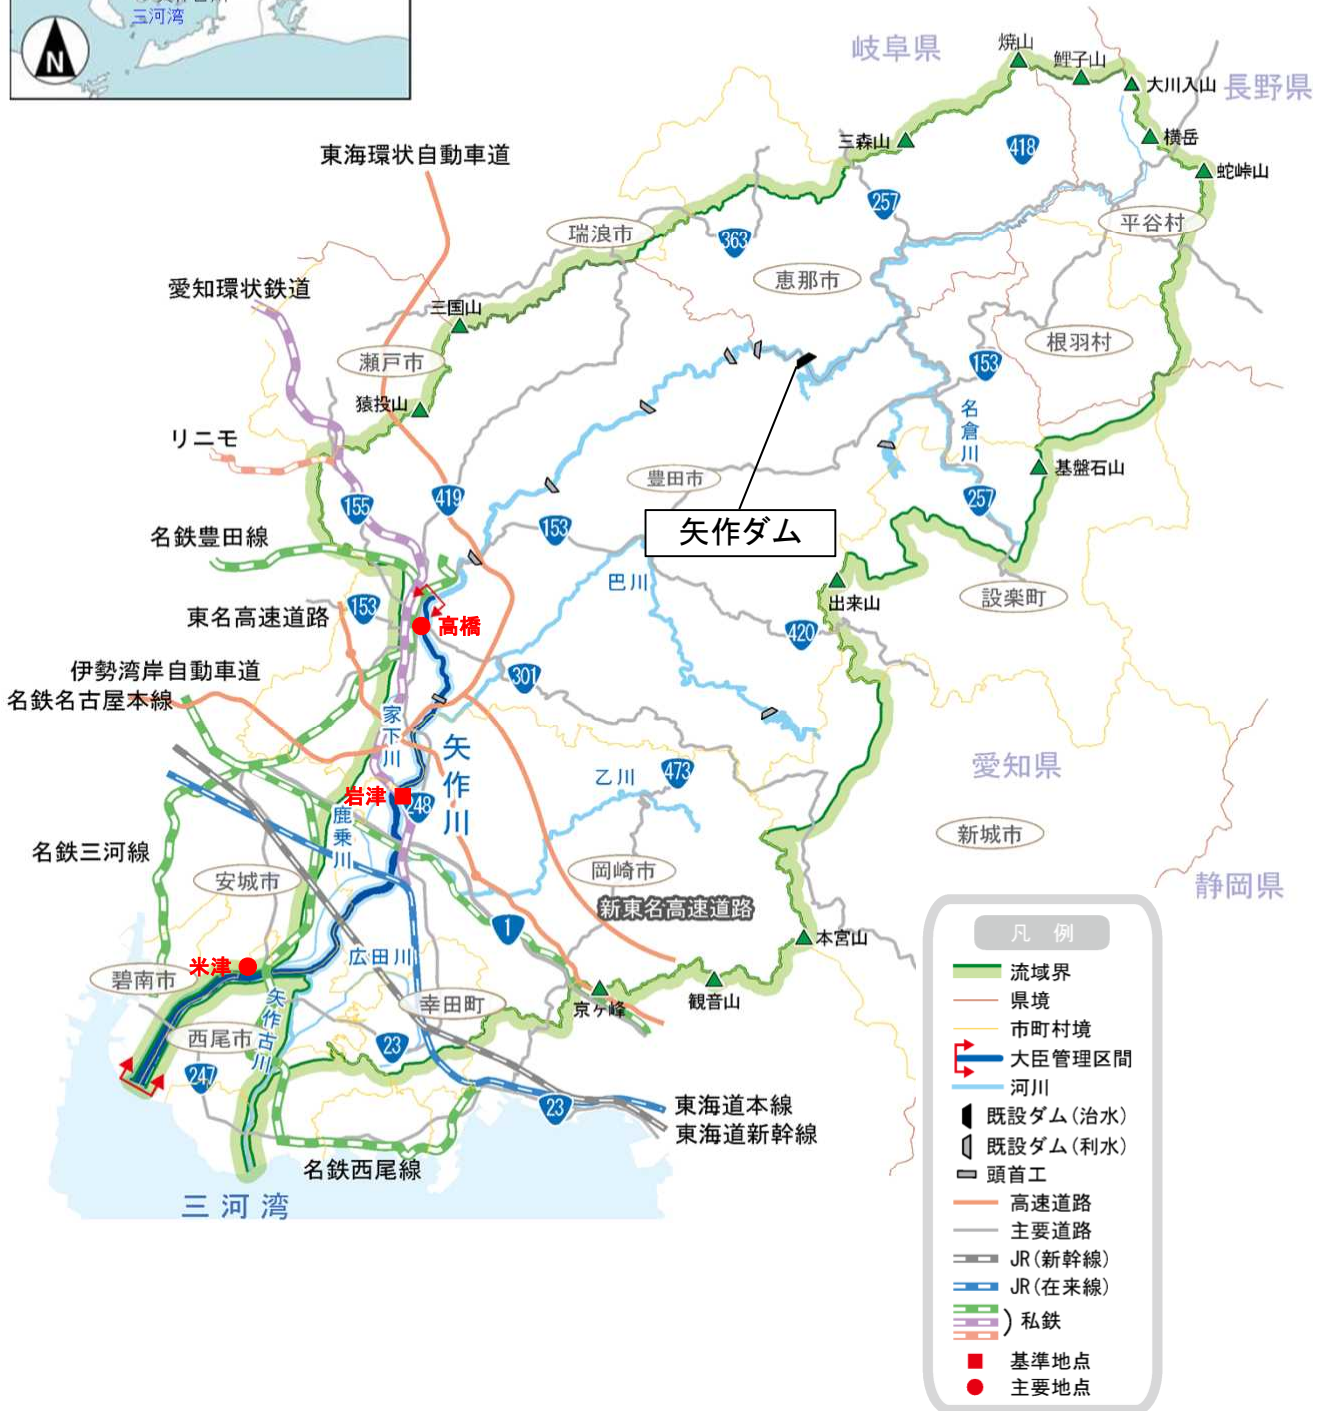 三河湾
N
岐阜県
焼山
鯉子山
大川入山
長野県
横岳
三森山
418
蛇峠山
東海環状自動車道
257
平谷村
瑞浪市
363
恵那市
愛知環状鉄道
三国山
根羽村
瀬戸市
153
猿投山
名倉川
リニモ
基盤石山
豊田市
155
419
257
153
矢作ダム
名鉄豊田線
巴川
設楽町
出来山
153
東名高速道路
高橋
420
伊勢湾岸自動車道
301
名鉄名古屋本線
家下川
矢作川
愛知県
乙川
473
岩津
248
鹿乗川
新城市
名鉄三河線
岡崎市
安城市
静岡県
新東名高速道路
1
凡 例
本宮山
広田川
米津
流域界
碧南市
観音山
京ヶ峰
県境
幸田町
矢作古川
市町村境
西尾市
23
大臣管理区間
247
河川
東海道本線
23
既設ダム(治水)
東海道新幹線
既設ダム(利水)
名鉄西尾線
頭首工
三河湾
高速道路
主要道路
JR(新幹線)
JR(在来線)
私鉄
基準地点
主要地点